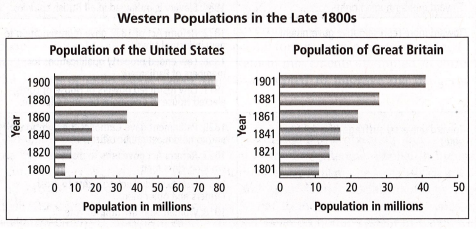 Western Populations in the Late 1800s
Population of the United States
Year
1900
1880
1860
1840
1820
1800
0 10 20 30 40 50 60 70 80
Population in millions
Population of Great Britain
Year
1901
1881
1861
1841
1821
1801
0 10 20 30 40 50
Population in millions